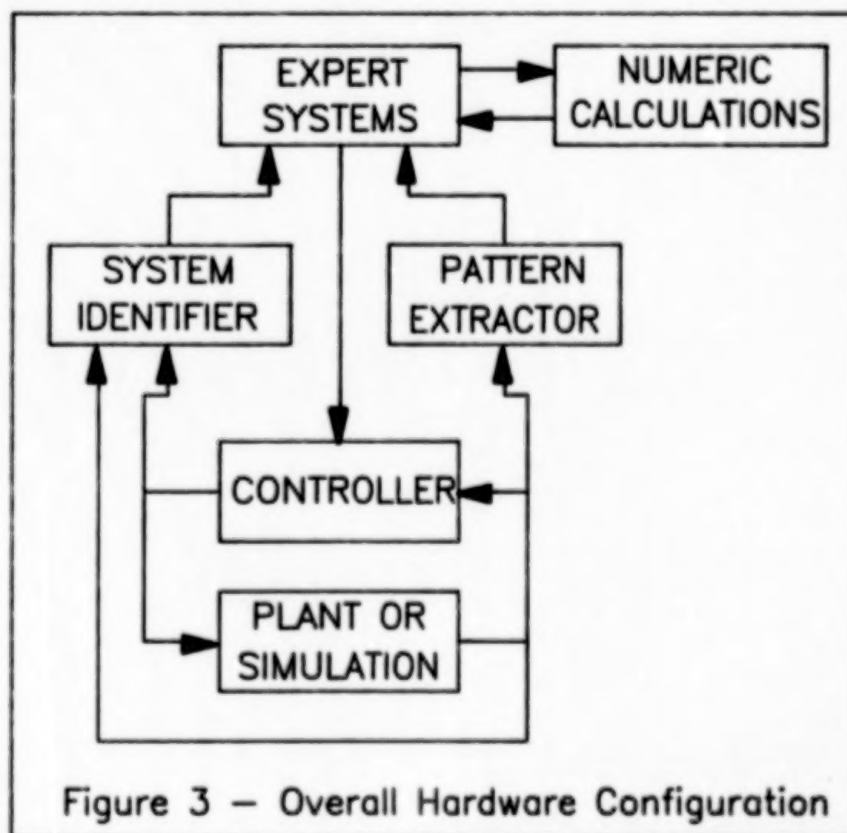 EXPERT
SYSTEMS
NUMERIC
CALCULATIONS
SYSTEM
IDENTIFIER
PATTERN
EXTRACTOR
CONTROLLER
PLANT OR
SIMULATION
Figure 3 – Overall Hardware Configuration